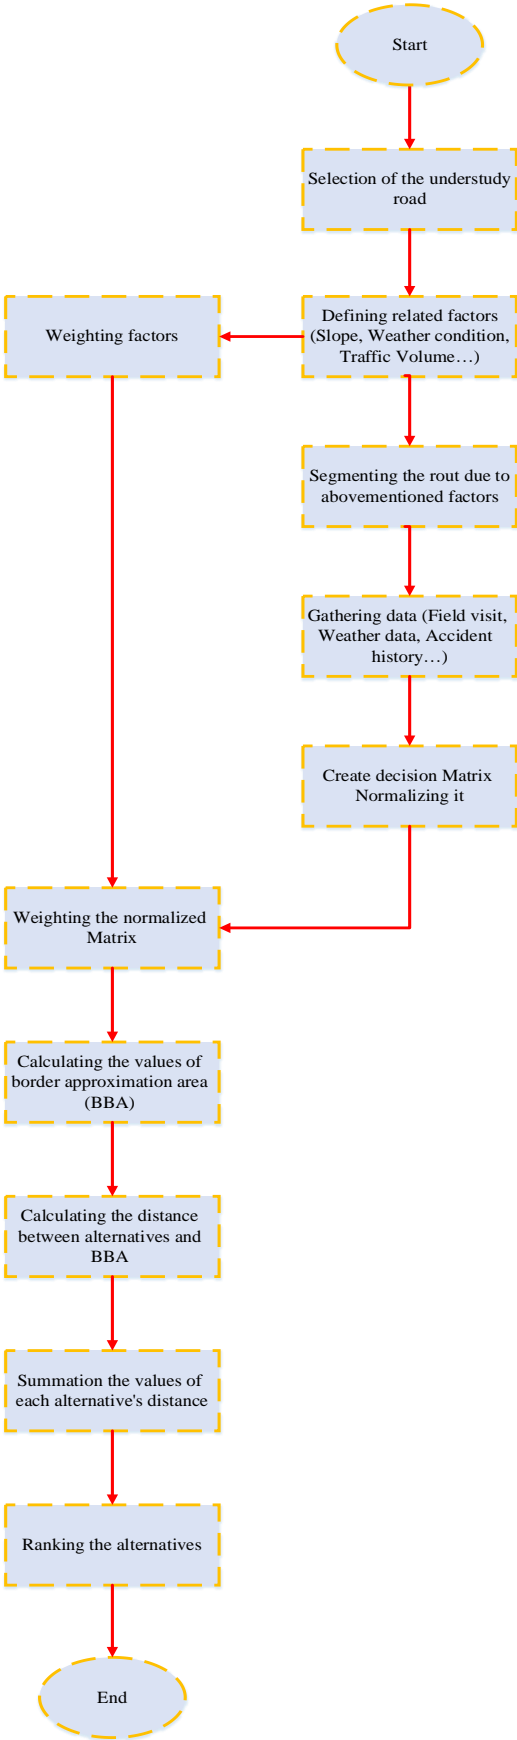 Start
Selection of the understudy
road
Weighting factors
Defining related factors
(Slope, Weather condition,
Traffic Volume…)
Segmenting the rout due to
abovementioned factors
Gathering data (Field visit,
Weather data, Accident
history…)
Create decision Matrix
Normalizing it
Weighting the normalized
Matrix
Calculating the values of
border approximation area
(BBA)
Calculating the distance
between alternatives and
BBA
Summation the values of
each alternative's distance
Ranking the alternatives
End